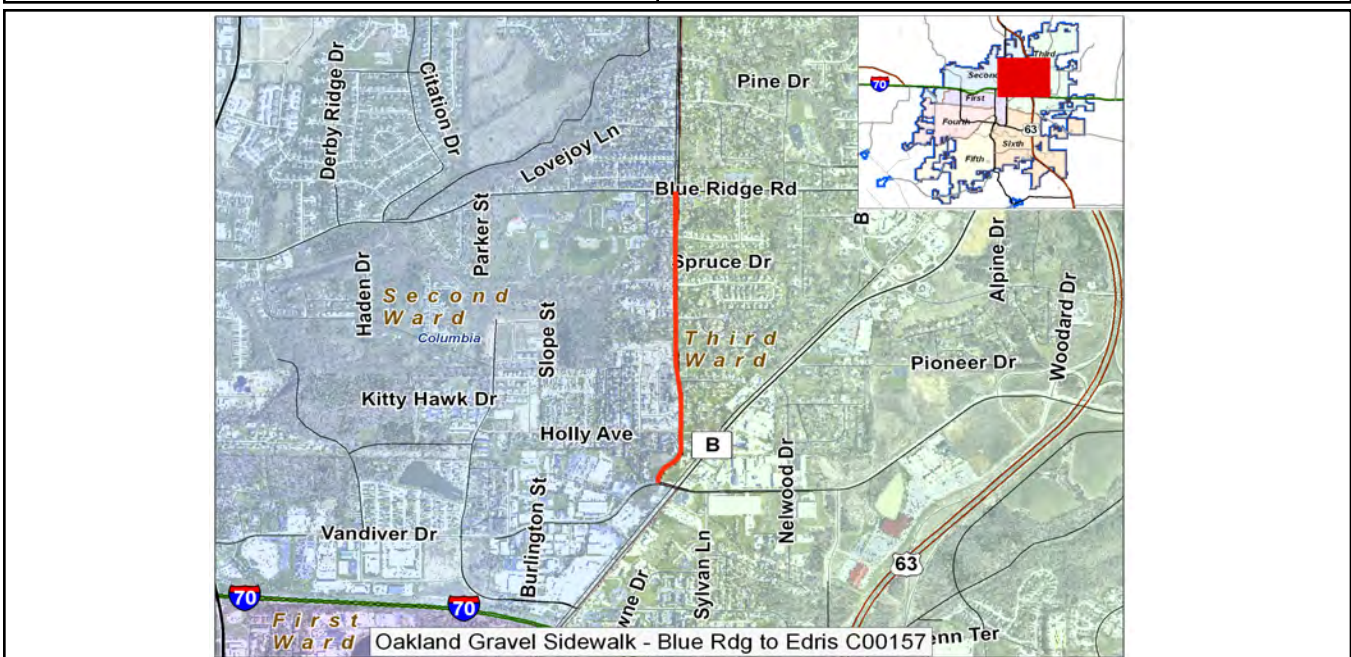 Pine Dr
Derby Ridge Dr
Citation Dr
Lovejoy Ln
Third
Second
70
First
Fourth
63
Sixth
Fifth
Blue Ridge Rd
Parker St
B
Alpine Dr
Spruce Dr
Haden Dr
Second
Ward
Columbia
Slope St
Third
Ward
Woodard Dr
Pioneer Dr
Kitty Hawk Dr
Holly Ave
B
Nelwood Dr
Burlington St
Vandiver Dr
Sylvan Ln
63
70
70
First
Ward
Oakland Gravel Sidewalk - Blue Rdg to Edris C00157